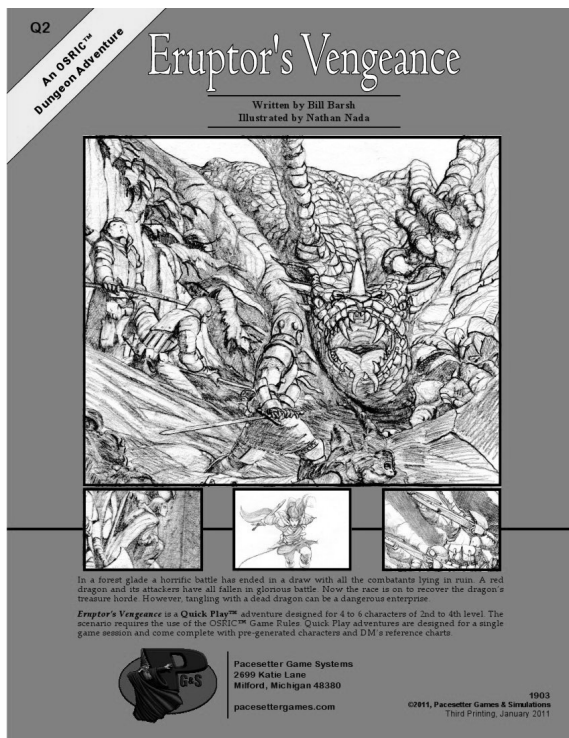 Q2
An OSRIC™
Dungeon Adventure
Eruptor's Vengeance
Written by Bill Barsh
Illustrated by Nathan Nada
In a forest glade a horrific battle has ended in a draw with all the combatants lying in ruin. A red
dragon and its attackers have all fallen in glorious battle. Now the race is on to recover the dragon's
treasure horde. However, tangling with a dead dragon can be a dangerous enterprise.
Eruptor's Vengeance is a Quick Play™ adventure designed for 4 to 6 characters of 2nd to 4th level. The
scenario requires the use of the OSRIC™ Game Rules. Quick Play adventures are designed for a single
game session and come complete with pre-generated characters and DM's reference charts.
P
G&S
Pacesetter Game Systems
2699 Katie Lane
Milford, Michigan 48380
pacesettergames.com
1903
©2011, Pacesetter Games & Simulations
Third Printing, January 2011